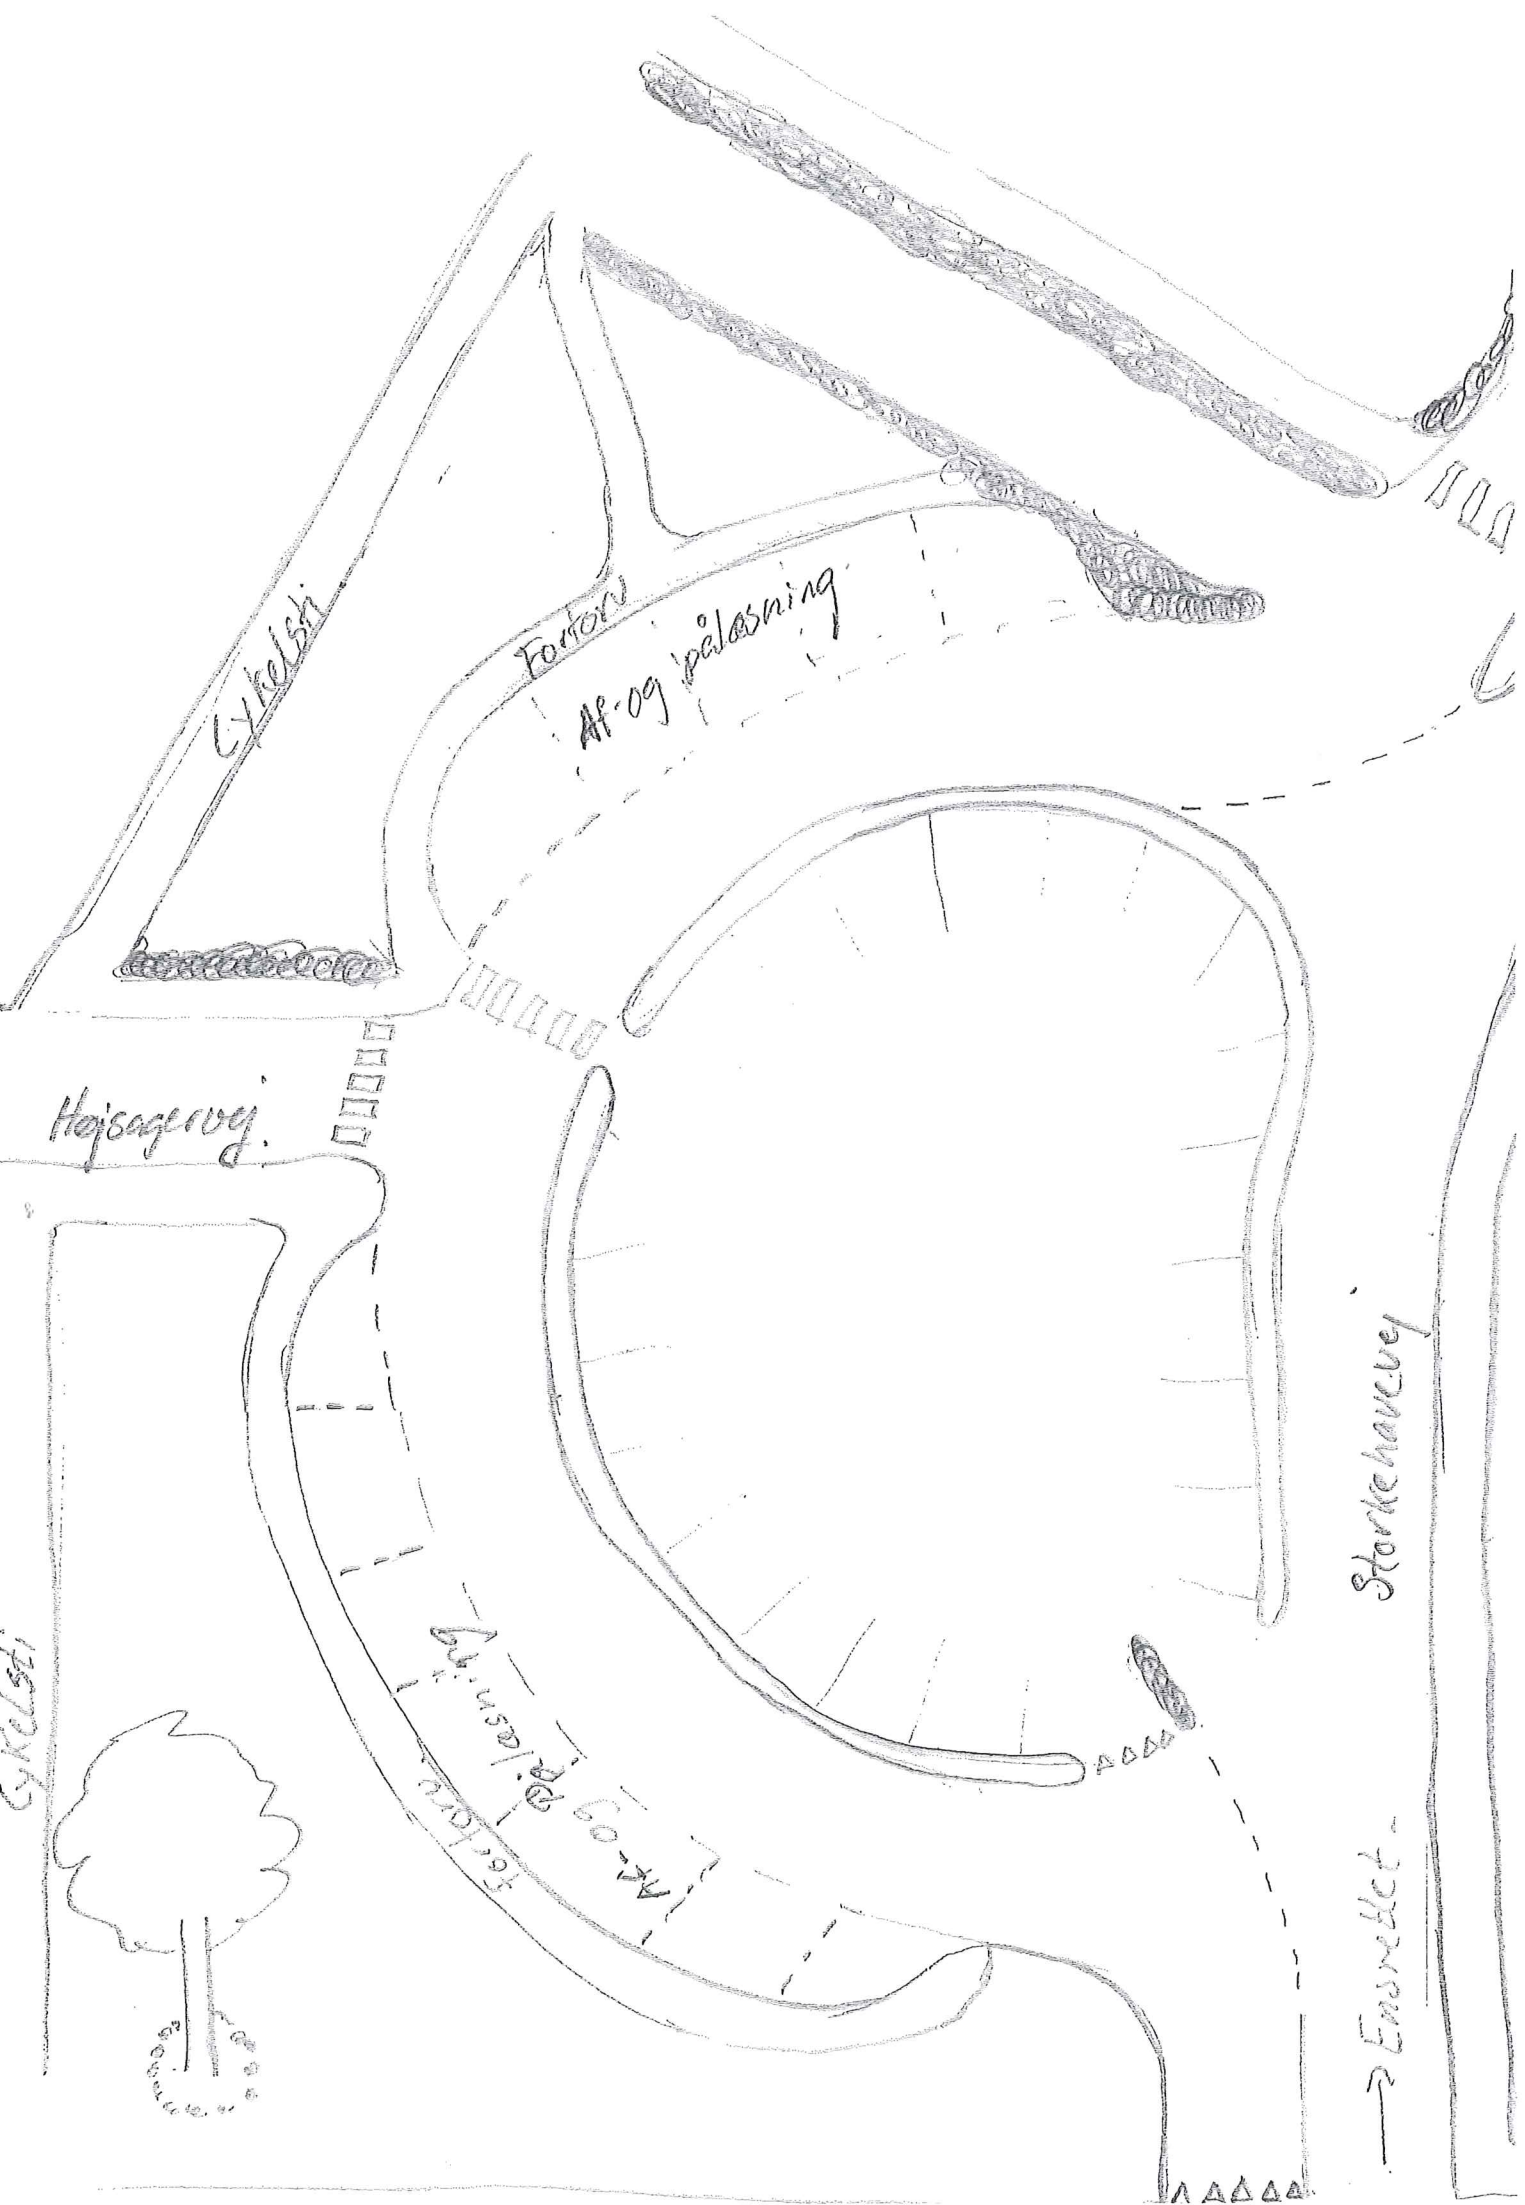 Cykelsti
Fortov
Af- og pålæsning
Højsagervej
Storkehavevej
Cykelsti
Af- og pålæsning
Fortov
→ Ensrettet